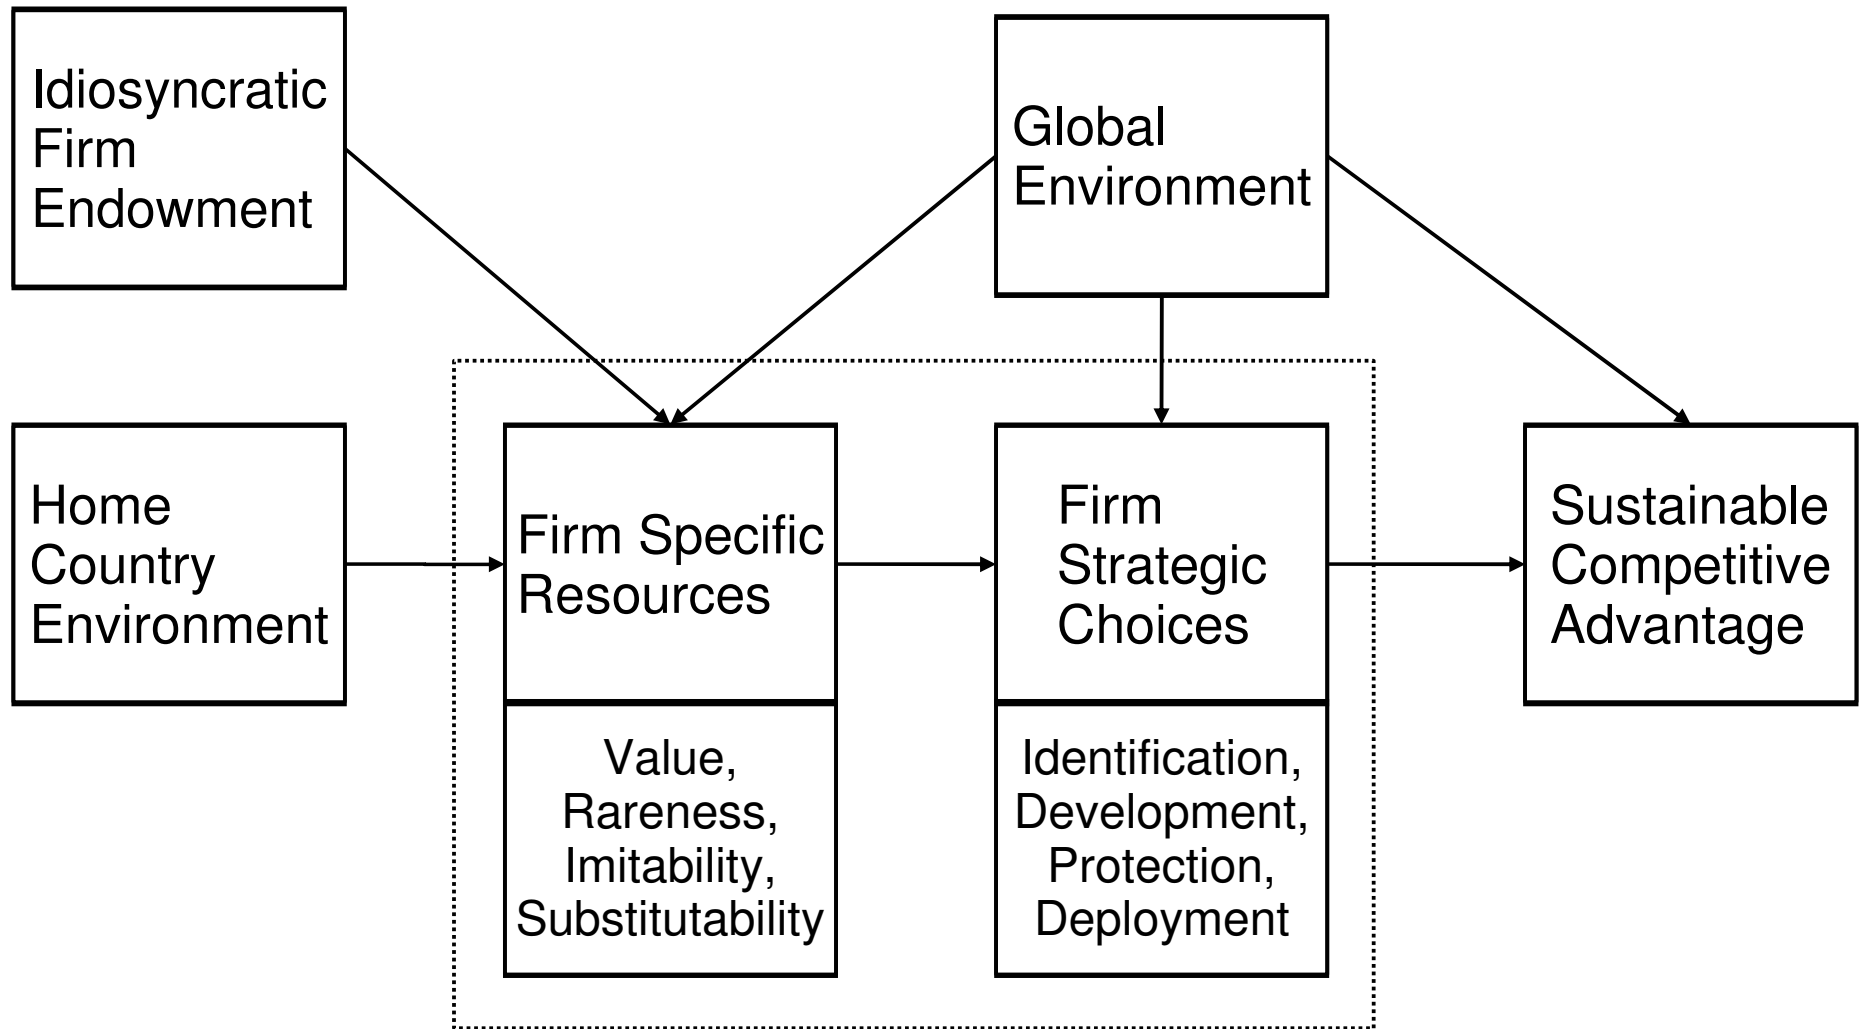 Idiosyncratic
Firm
Endowment
Global
Environment
Home
Country
Environment
Firm Specific
Resources
Firm
Strategic
Choices
Sustainable
Competitive
Advantage
Value,
Rareness,
Imitability,
Substitutability
Identification,
Development,
Protection,
Deployment